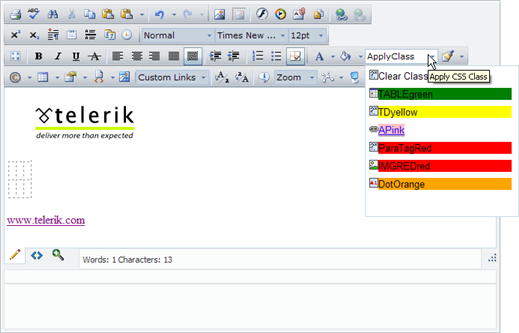 Normal Times New ... 12pt
B I U A ApplyClass
Custom Links Zoom Clear Class
Apply CSS Class
TABLEgreen
telerik
TDyellow
deliver more than expected
APink
ParaTagRed
IMGREDred
DotOrange
www.telerik.com
Words: 1 Characters: 13